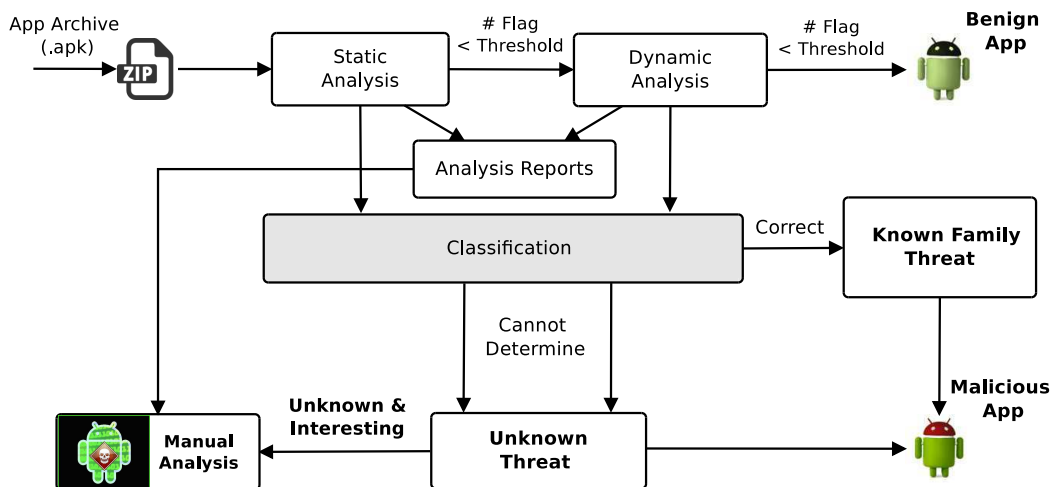 App Archive
(.apk)
ZIP
Static
Analysis
# Flag
< Threshold
Dynamic
Analysis
# Flag
< Threshold
Benign
App
Analysis Reports
Classification
Correct
Known Family
Threat
Cannot
Determine
Unknown &
Interesting
Manual
Analysis
Unknown
Threat
Malicious
App